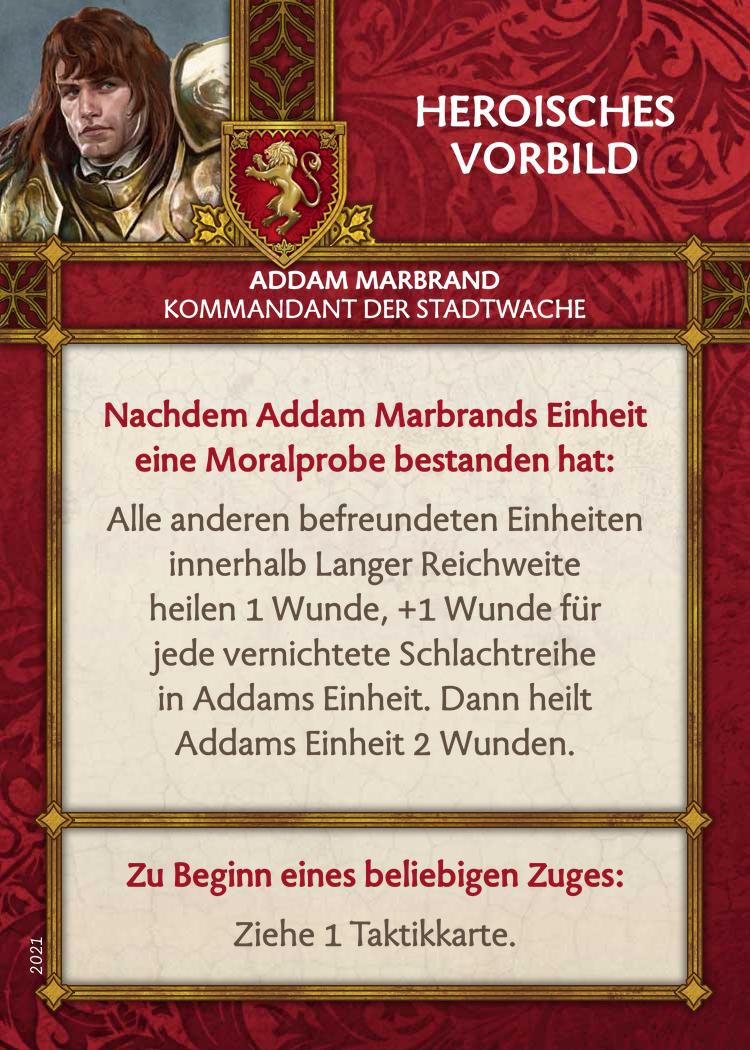 HEROISCHES
VORBILD
ADDAM MARBRAND
KOMMANDANT DER STADTWACHE
Nachdem Addam Marbrands Einheit
eine Moralprobe bestanden hat:
Alle anderen befreundeten Einheiten
innerhalb Langer Reichweite
heilen 1 Wunde, +1 Wunde für
jede vernichtete Schlachtreihe
in Addams Einheit. Dann heilt
Addams Einheit 2 Wunden.
Zu Beginn eines beliebigen Zuges:
Ziehe 1 Taktikkarte.
2021